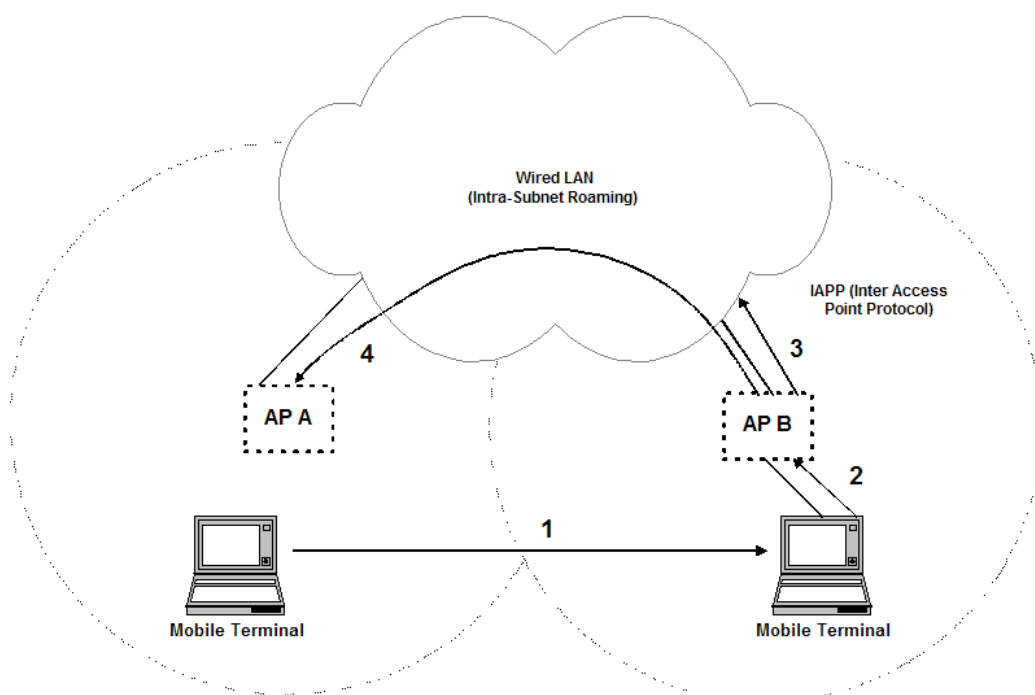 Wired LAN
(Intra-Subnet Roaming)
IAPP (Inter Access
Point Protocol)
4
3
AP A
AP B
2
1
Mobile Terminal
Mobile Terminal